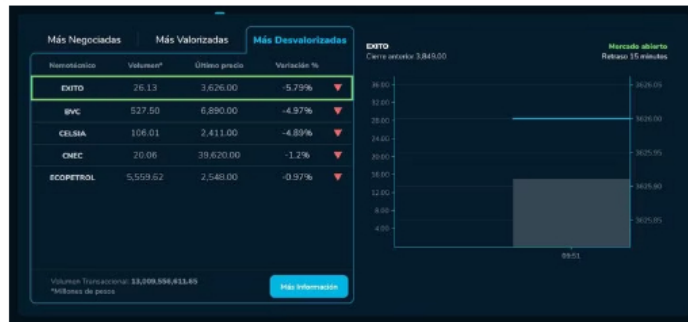 Más Negociadas Más Valorizadas Más Desvalorizadas
Nemotécnico Volumen* Último precio Variación %
EXITO 26.13 3,626.00 -5.79%
BVC 527.50 6,890.00 -4.97%
CELSIA 106.01 2,411.00 -4.89%
CNEC 20.06 39,620.00 -1.2%
ECOPETROL 5,559.62 2,548.00 -0.97%
Volumen Transaccional:
*Millones de pesos
Más Información
EXITO Mercado abierto
Cierre anterior 3,849.00 Retraso 15 minutos
36.00 3626.05
32.00
28.00 3626.00
24.00
20.00 3625.95
16.00
12.00 3625.90
8.00
4.00 3625.85
09:51